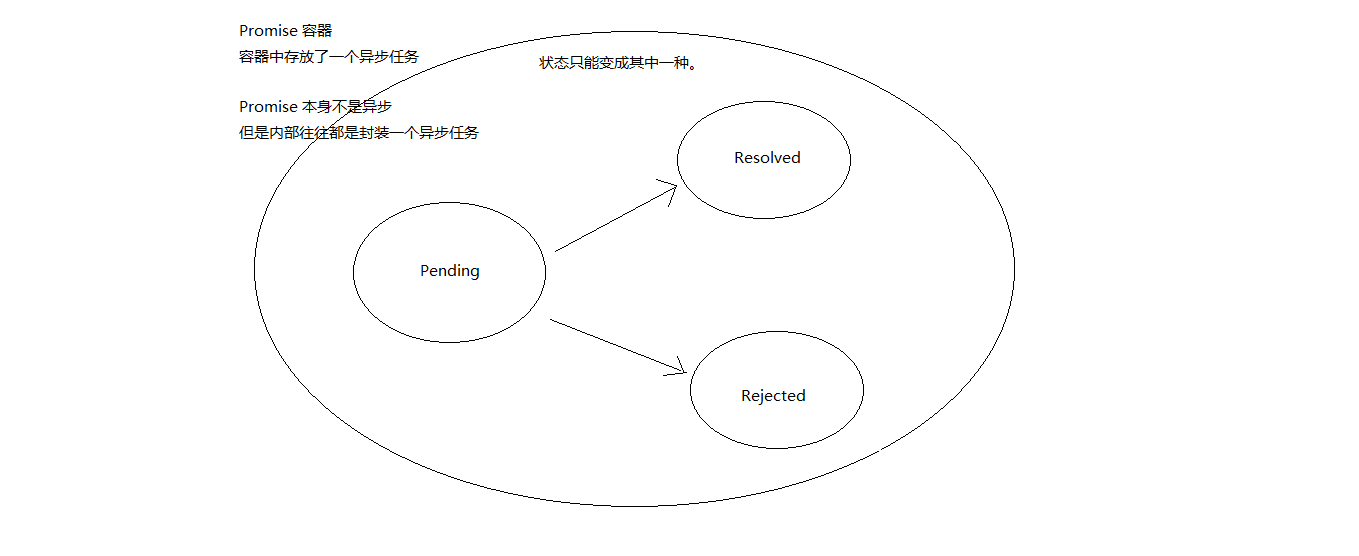 Promise 容器
容器中存放了一个异步任务
状态只能变成其中一种。
Promise 本身不是异步
但是内部往往都是封装一个异步任务
Resolved
Pending
Rejected